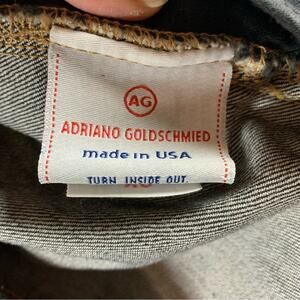 AG
ADRIANO GOLDSCHMIED
made in USA
TURN INSIDE OUT